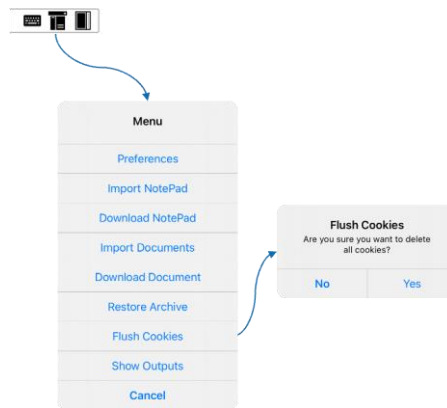 Menu
Preferences
Import NotePad
Download NotePad
Import Documents
Download Document
Restore Archive
Flush Cookies
Show Outputs
Cancel
Flush Cookies
Are you sure you want to delete
all cookies?
No Yes